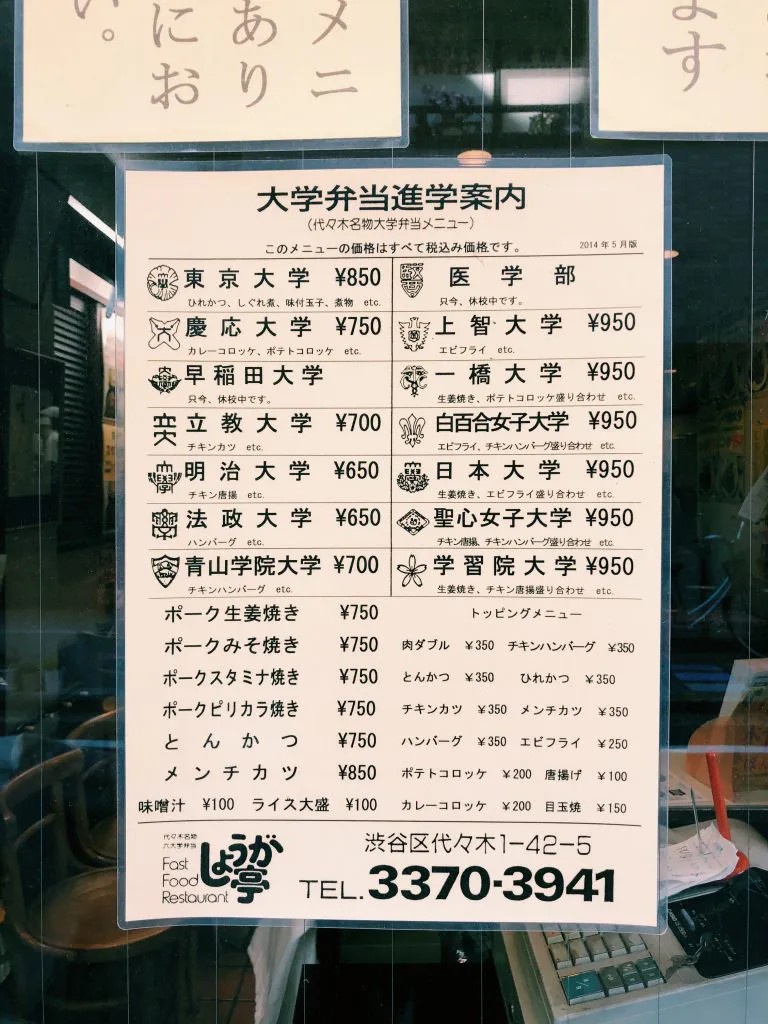 メニ
あり
にお
い。
ます
大学弁当進学案内
(代々木名物大学弁当メニュー)
このメニューの価格はすべて税込み価格です。 2014年5月版
東京大学 ¥850
ひれかつ、しぐれ煮、味付玉子、煮物 etc.
慶応大学 ¥750
カレーコロッケ、ポテトコロッケ etc.
早稲田大学
只今、休校中です。
立教大学 ¥700
チキンカツ etc.
明治大学 ¥650
チキン唐揚 etc.
法政大学 ¥650
ハンバーグ etc.
青山学院大学 ¥700
チキンハンバーグ etc.
医学部
只今、休校中です。
上智大学 ¥950
エビフライ etc.
一橋大学 ¥950
生姜焼き、ポテトコロッケ盛り合わせ etc.
白百合女子大学 ¥950
エビフライ、チキンハンバーグ盛り合わせ etc.
日本大学 ¥950
生姜焼き、エビフライ盛り合わせ etc.
聖心女子大学 ¥950
チキン唐揚、チキンハンバーグ盛り合わせ etc.
学習院大学 ¥950
生姜焼き、チキン唐揚盛り合わせ etc.
ポーク生姜焼き ¥750
ポークみそ焼き ¥750
ポークスタミナ焼き ¥750
ポークピリカラ焼き ¥750
とんかつ ¥750
メンチカツ ¥850
味噌汁 ¥100 ライス大盛 ¥100
トッピングメニュー
肉ダブル ¥350 チキンハンバーグ ¥350
とんかつ ¥350 ひれかつ ¥350
チキンカツ ¥350 メンチカツ ¥350
ハンバーグ ¥350 エビフライ ¥250
ポテトコロッケ ¥200 唐揚げ ¥100
カレーコロッケ ¥200 目玉焼 ¥150
代々木名物
六大学弁当
Fast
Food
Restaurant
しょうが亭
渋谷区代々木1-42-5
TEL.3370-3941